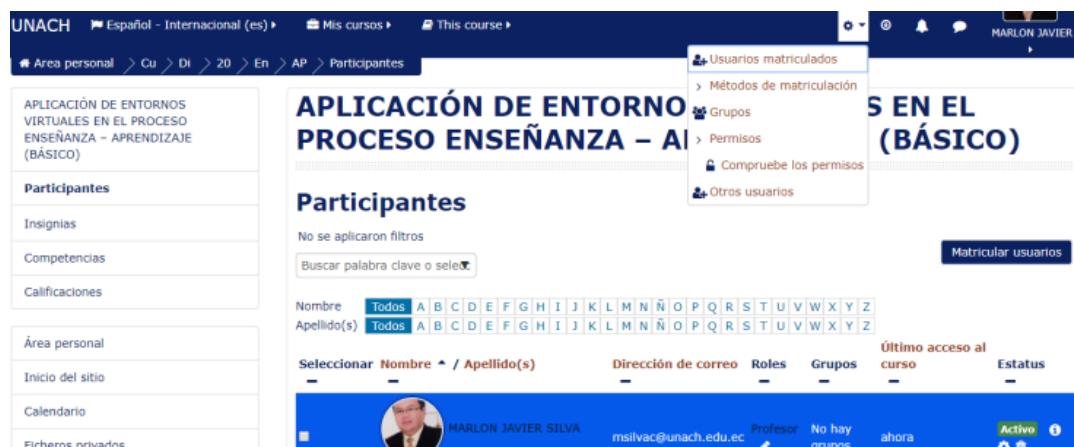 UNACH Español - Internacional (es) Mis cursos This course
MARLON JAVIER
Area personal Cu Di 20 En AP Participantes
Usuarios matriculados
Métodos de matriculación
Grupos
Permisos
Compruebe los permisos
Otros usuarios
APLICACIÓN DE ENTORNOS
VIRTUALES EN EL PROCESO
ENSEÑANZA – APRENDIZAJE
(BÁSICO)
Participantes
Insignias
Competencias
Calificaciones
Área personal
Inicio del sitio
Calendario
Ficheros privados
APLICACIÓN DE ENTORNO S EN EL
PROCESO ENSEÑANZA – A (BÁSICO)
Participantes
No se aplicaron filtros
Buscar palabra clave o selec
Matricular usuarios
Nombre Todos A B C D E F G H I J K L M N Ñ O P Q R S T U V W X Y Z
Apellido(s) Todos A B C D E F G H I J K L M N Ñ O P Q R S T U V W X Y Z
Seleccionar Nombre / Apellido(s) Dirección de correo Roles Grupos Último acceso al curso Estatus
MARLON JAVIER SILVA msilvac@unach.edu.ec Profesor No hay grupos ahora Activo